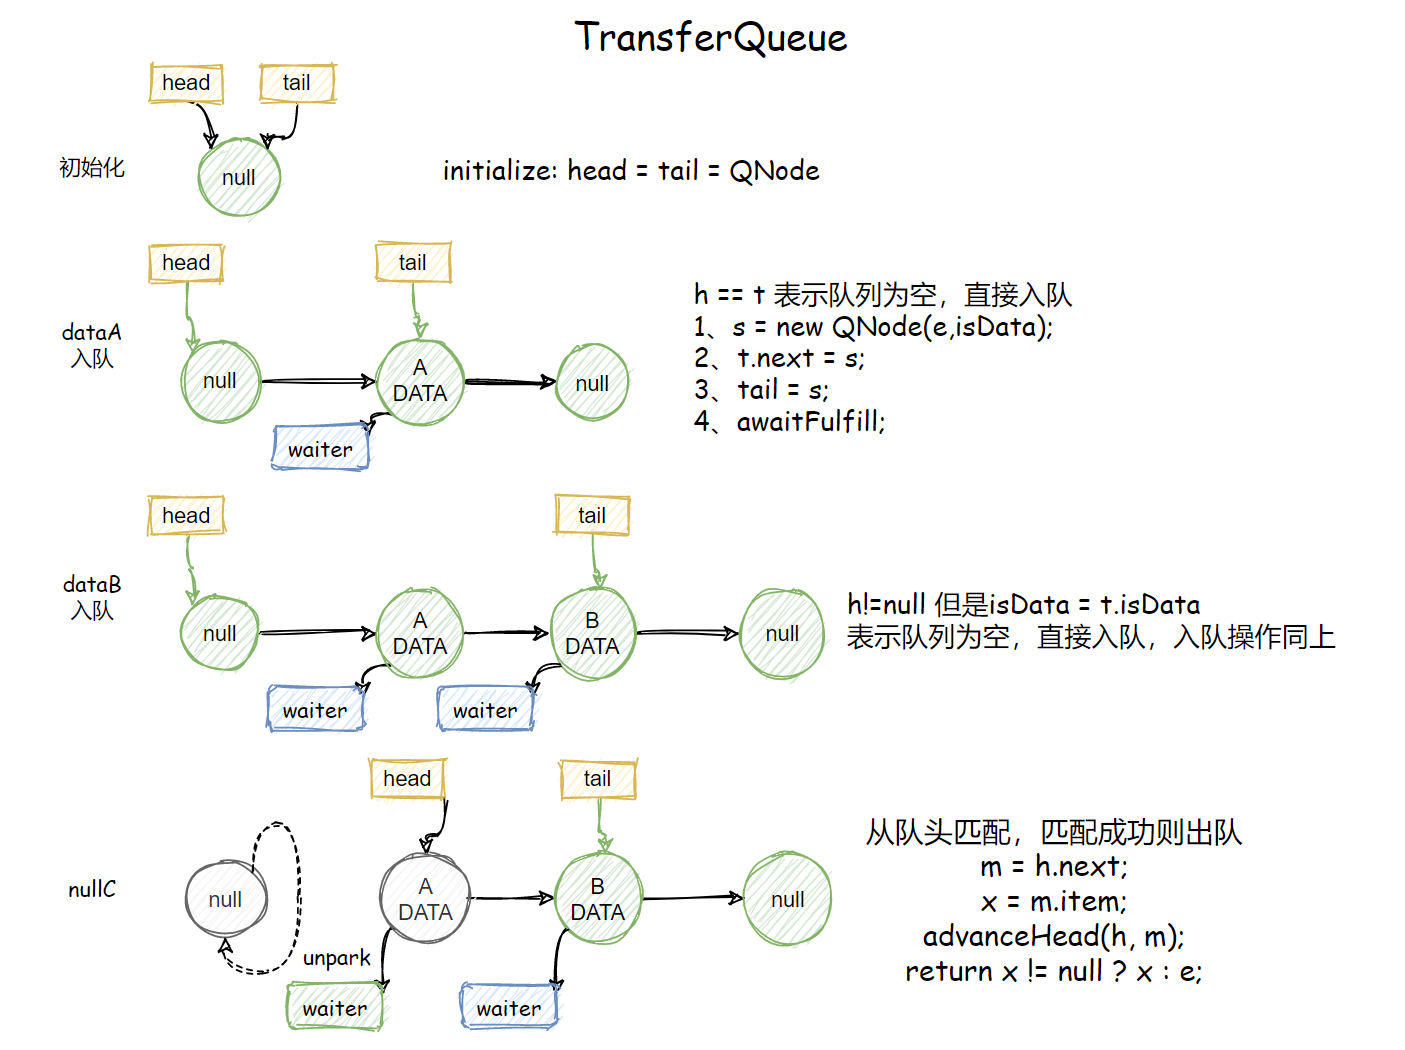 TransferQueue
head
tail
初始化
null
initialize: head = tail = QNode
head
tail
dataA
入队
null
A
DATA
null
waiter
h == t 表示队列为空，直接入队
1、s = new QNode(e,isData);
2、t.next = s;
3、tail = s;
4、awaitFulfill;
head
tail
dataB
入队
null
A
DATA
B
DATA
null
waiter
waiter
h!=null 但是isData = t.isData
表示队列为空，直接入队，入队操作同上
head
tail
nullC
null
A
DATA
B
DATA
null
unpark
waiter
waiter
从队头匹配，匹配成功则出队
m = h.next;
x = m.item;
advanceHead(h, m);
return x != null ? x : e;